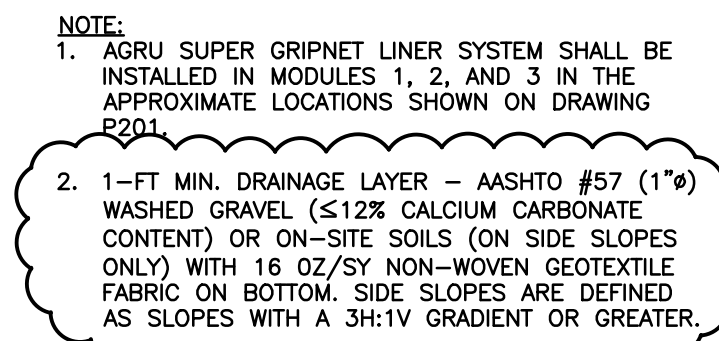 NOTE:
1. AGRU SUPER GRIPNET LINER SYSTEM SHALL BE
INSTALLED IN MODULES 1, 2, AND 3 IN THE
APPROXIMATE LOCATIONS SHOWN ON DRAWING
P201.
2. 1-FT MIN. DRAINAGE LAYER - AASHTO #57 (1"ø)
WASHED GRAVEL (≤12% CALCIUM CARBONATE
CONTENT) OR ON-SITE SOILS (ON SIDE SLOPES
ONLY) WITH 16 OZ/SY NON-WOVEN GEOTEXTILE
FABRIC ON BOTTOM. SIDE SLOPES ARE DEFINED
AS SLOPES WITH A 3H:1V GRADIENT OR GREATER.